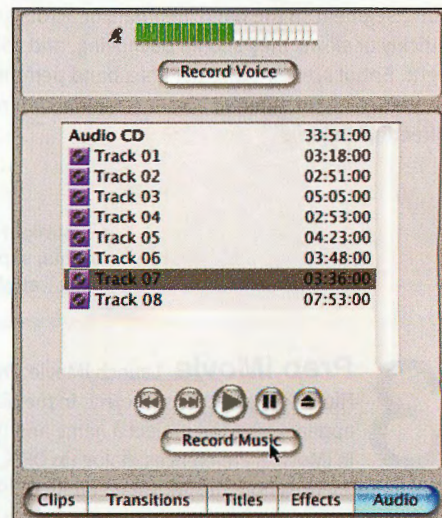 Record Voice
Audio CD 33:51:00
Track 01 03:18:00
Track 02 02:51:00
Track 03 05:05:00
Track 04 02:53:00
Track 05 04:23:00
Track 06 03:48:00
Track 07 03:36:00
Track 08 07:53:00
Record Music
Clips Transitions Titles Effects Audio